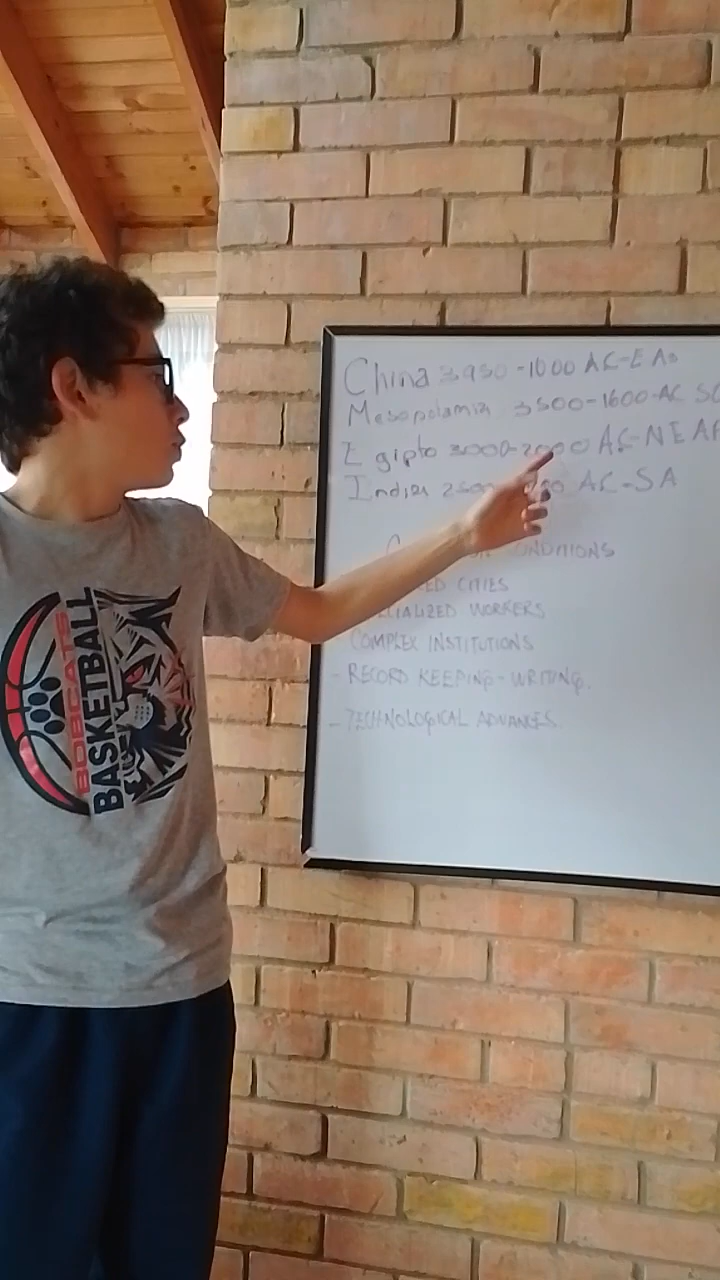 China 3950-1000 AC-E As
Mesopotamia 3500-1600-AC SO
Egipto 3000-2000 AC-NE AF
India AC-SA
CONDITIONS
CITIES
WORKERS
COMPLEX INSTITUTIONS
- RECORD KEEPING-WRITING.
- TECHNOLOGICAL ADVANCES.
BOBCATS
BASKETBALL